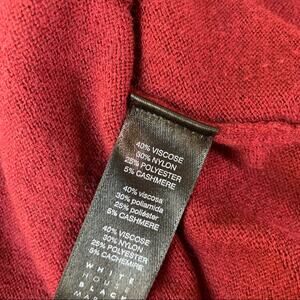 40% VISCOSE
30% NYLON
25% POLYESTER
5% CASHMERE
40% viscosa
30% poliamida
25% poliéster
5% CASHMERE
40% VISCOSE
30% NYLON
25% POLYESTER
5% CACHEMIRE
WHITE
HOUSE
BLACK
MARKET